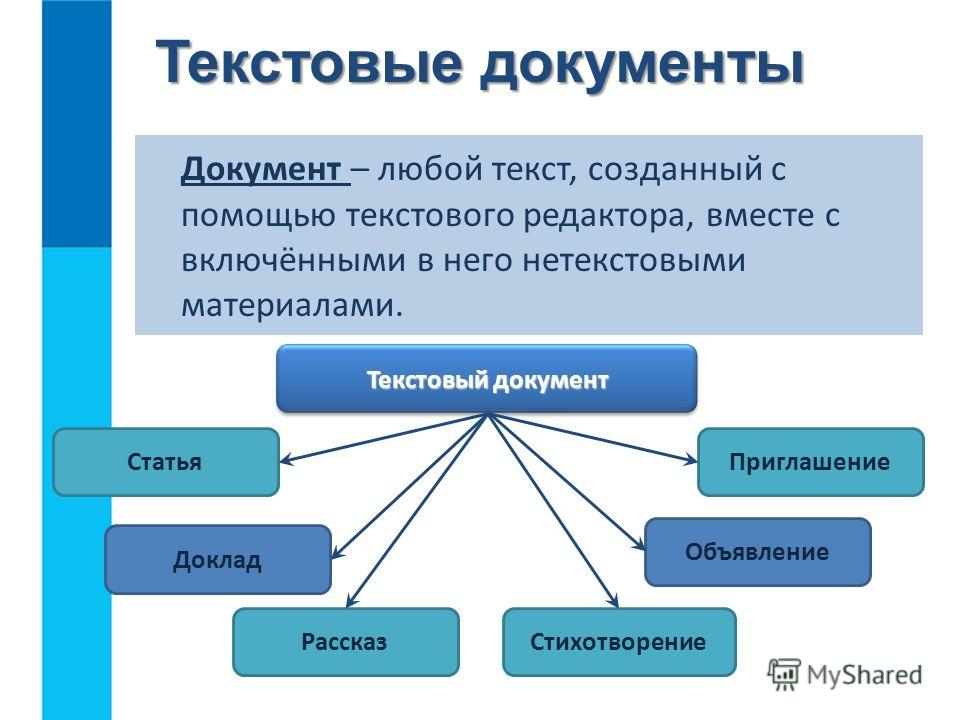 Текстовые документы
Документ – любой текст, созданный с
помощью текстового редактора, вместе с
включёнными в него нетекстовыми
материалами.
Текстовый документ
Статья
Приглашение
Доклад
Объявление
Рассказ
Стихотворение
MyShared